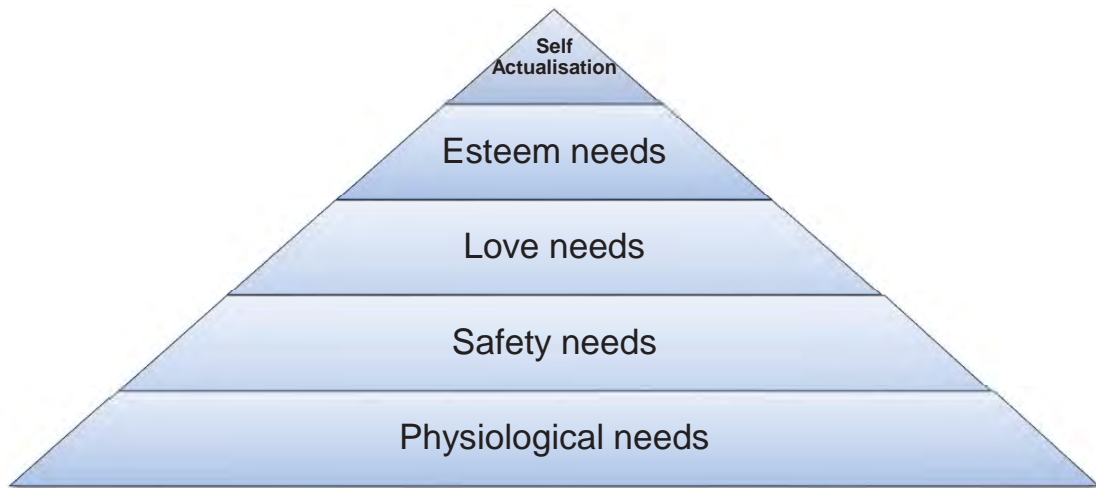 Self
Actualisation
Esteem needs
Love needs
Safety needs
Physiological needs